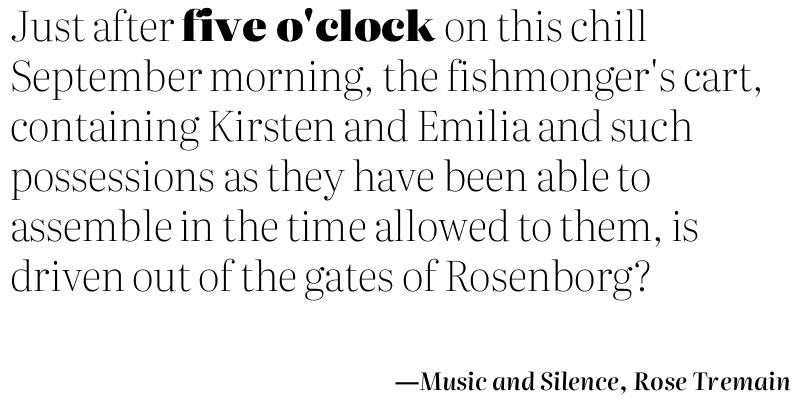 Just after five o'clock on this chill
September morning, the fishmonger's cart,
containing Kirsten and Emilia and such
possessions as they have been able to
assemble in the time allowed to them, is
driven out of the gates of Rosenborg?
—Music and Silence, Rose Tremain